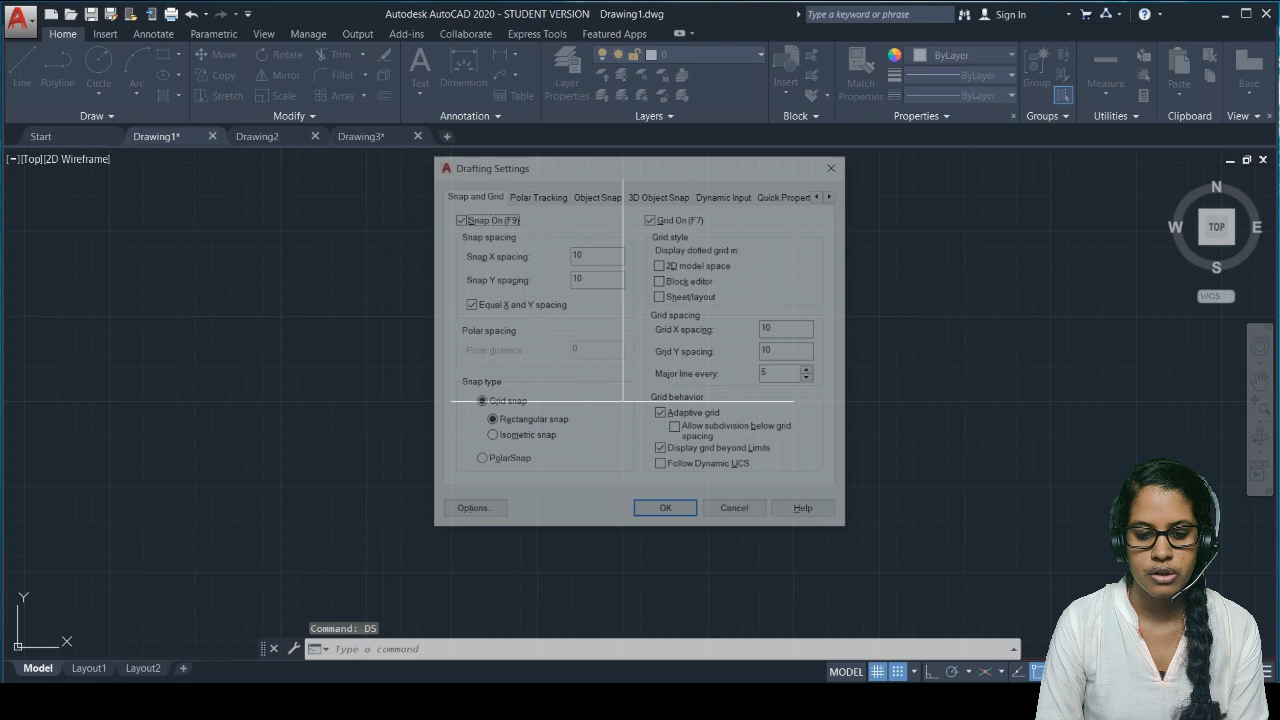 Autodesk AutoCAD 2020 - STUDENT VERSION Drawing1.dwg
Type a keyword or phrase
Sign In
Home Insert Annotate Parametric View Manage Output Add-ins Collaborate Express Tools Featured Apps
Line Polyline Circle Arc
Move Rotate Trim
Copy Mirror Fillet
Stretch Scale Array
Text Dimension
Table
Layer Properties
0
Insert
Match Properties
ByLayer
ByLayer
ByLayer
Group
Measure
Paste
Base
Draw Modify Annotation Layers Block Properties Groups Utilities Clipboard View
Start Drawing1* Drawing2 Drawing3*
[−][Top][2D Wireframe]
N
W TOP E
S
WCS
A Drafting Settings
Snap and Grid Polar Tracking Object Snap 3D Object Snap Dynamic Input Quick Propert
Snap On (F9)
Snap spacing
Snap X spacing: 10
Snap Y spacing: 10
Equal X and Y spacing
Polar spacing
Polar distance: 0
Snap type
Grid snap
Rectangular snap
Isometric snap
PolarSnap
Grid On (F7)
Grid style
Display dotted grid in:
2D model space
Block editor
Sheet/layout
Grid spacing
Grid X spacing: 10
Grid Y spacing: 10
Major line every: 5
Grid behavior
Adaptive grid
Allow subdivision below grid
spacing
Display grid beyond Limits
Follow Dynamic UCS
Options... OK Cancel Help
Y
X
Command: DS
Type a command
Model Layout1 Layout2
MODEL